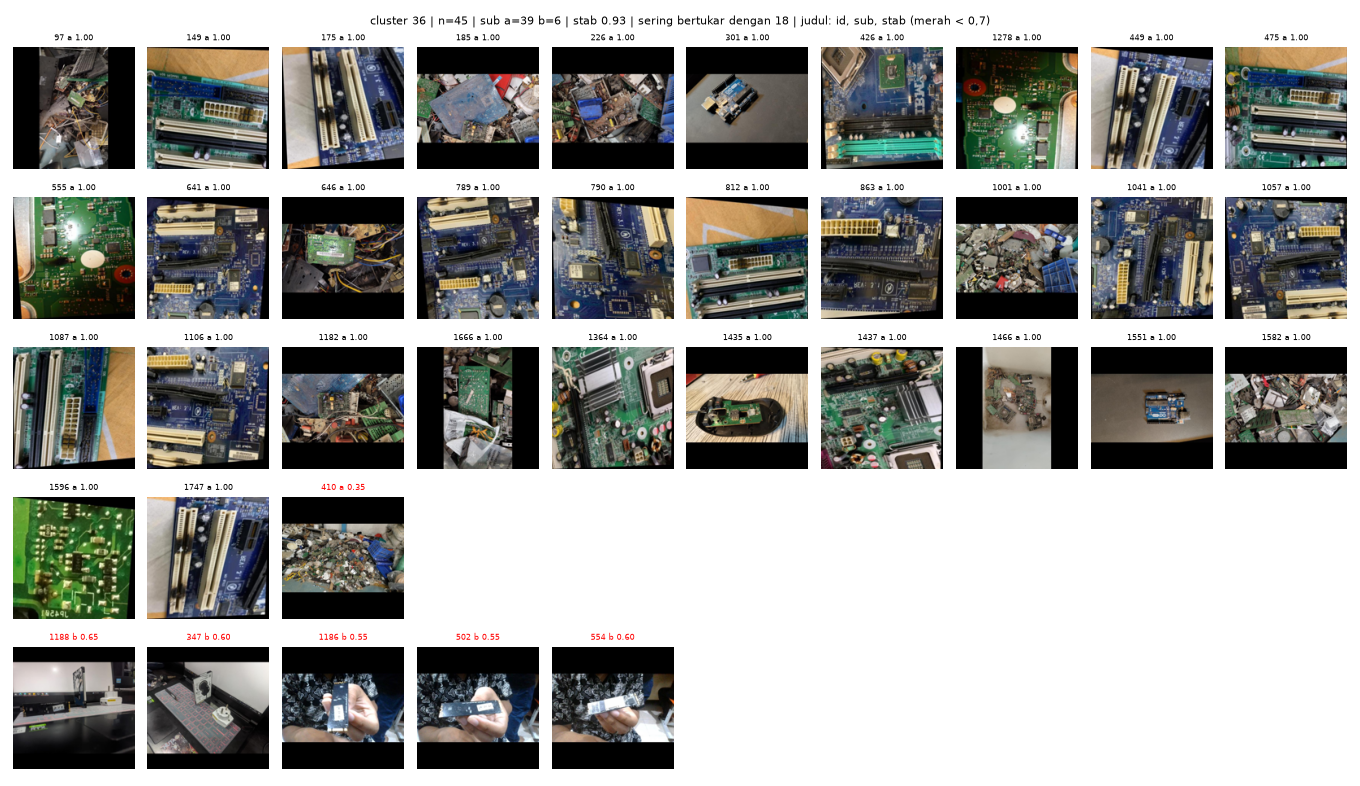 cluster 36 | n=45 | sub a=39 b=6 | stab 0.93 | sering bertukar dengan 18 | judul: id, sub, stab (merah < 0,7)
97 a 1.00 149 a 1.00 175 a 1.00 185 a 1.00 226 a 1.00 301 a 1.00 426 a 1.00 1278 a 1.00 449 a 1.00 475 a 1.00
555 a 1.00 641 a 1.00 646 a 1.00 789 a 1.00 790 a 1.00 812 a 1.00 863 a 1.00 1001 a 1.00 1041 a 1.00 1057 a 1.00
1087 a 1.00 1106 a 1.00 1182 a 1.00 1666 a 1.00 1364 a 1.00 1435 a 1.00 1437 a 1.00 1466 a 1.00 1551 a 1.00 1582 a 1.00
1596 a 1.00 1747 a 1.00 410 a 0.35
1188 b 0.65 347 b 0.60 1186 b 0.55 502 b 0.55 554 b 0.60